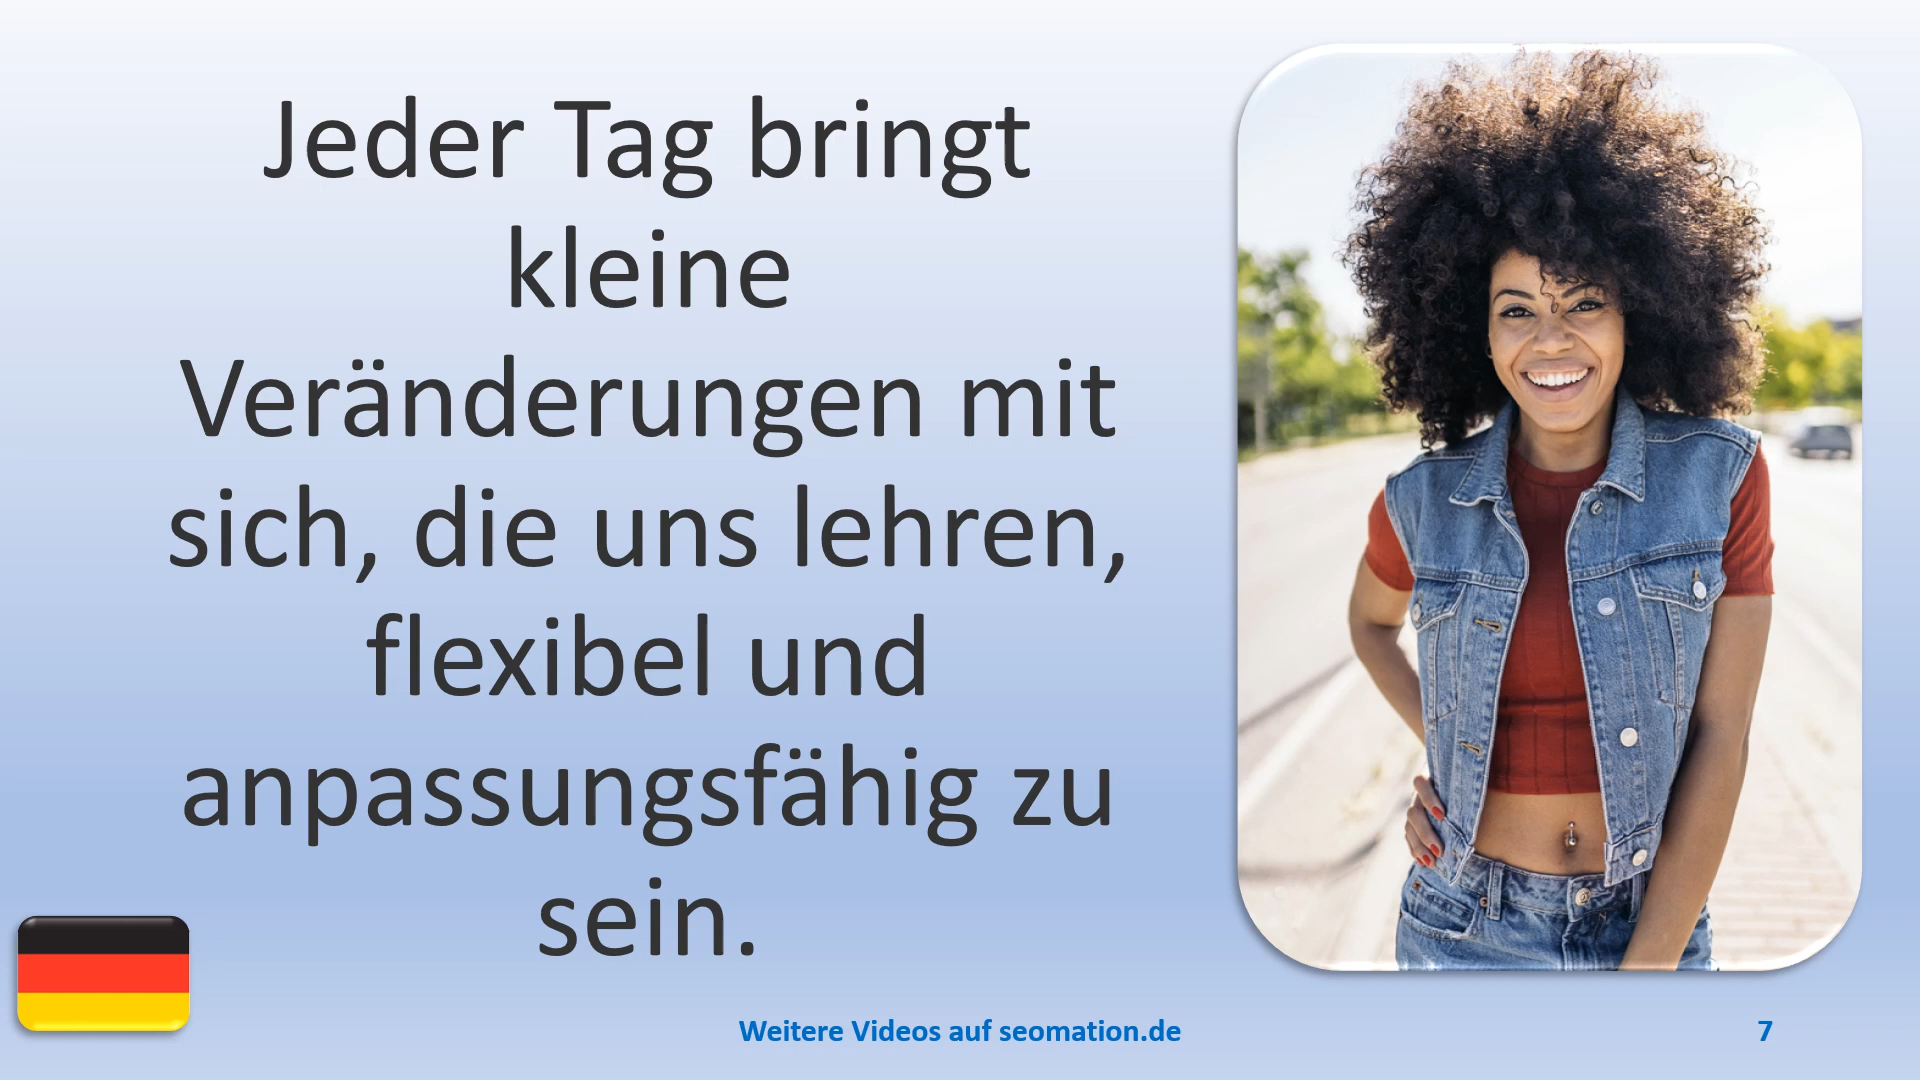 Jeder Tag bringt
kleine
Veränderungen mit
sich, die uns lehren,
flexibel und
anpassungsfähig zu
sein.
Weitere Videos auf seomation.de
7